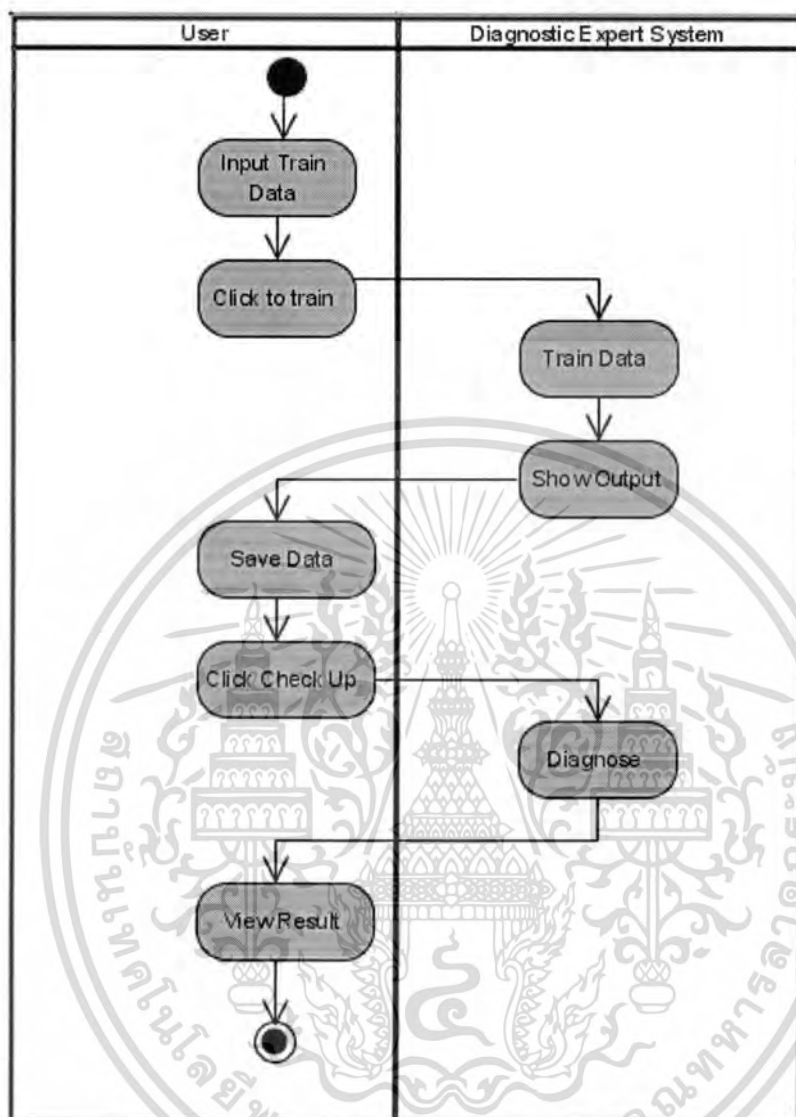 User
Diagnostic Expert System
Input Train
Data
Click to train
Train Data
Show Output
Save Data
Click Check Up
Diagnose
View Result